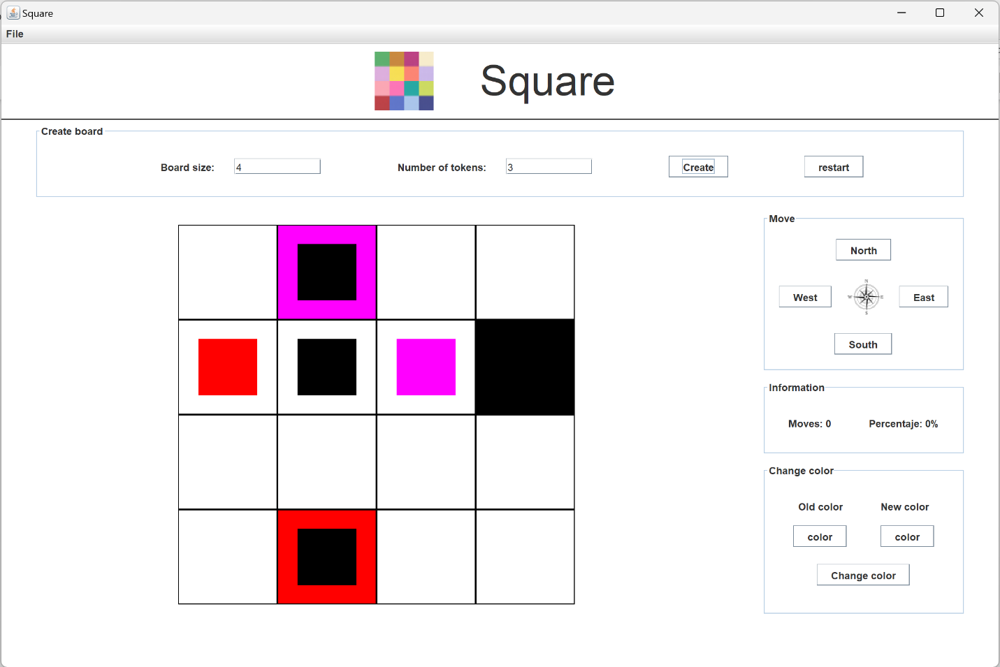 Square
File
Square
Create board
Board size: 4 Number of tokens: 3 Create restart
Move
North
N
West W E East
S
South
Information
Moves: 0 Percentaje: 0%
Change color
Old color New color
color color
Change color